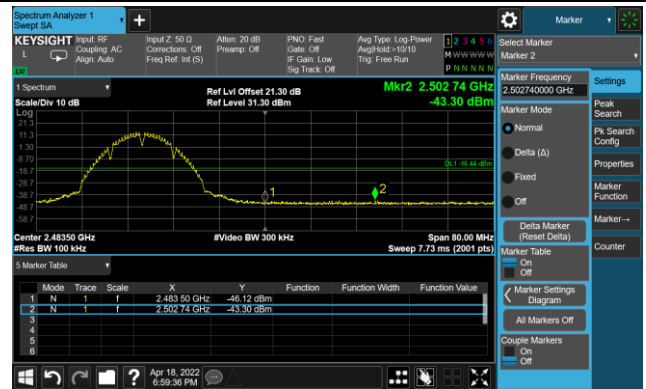 Spectrum Analyzer 1
Swept SA
Marker
KEYSIGHT
L
Input: RF
Coupling: AC
Align: Auto
Input Z: 50 Ω
Corrections: Off
Freq Ref: Int (S)
Atten: 20 dB
Preamp: Off
PNO: Fast
Gate: Off
IF Gain: Low
Sig Track: Off
Avg Type: Log-Power
Avg|Hold >10/10
Trig: Free Run
1 2 3 4 5 6
M W W W W W
P N N N N N
Select Marker
Marker 2
1 Spectrum
Scale/Div 10 dB
Log
Ref Lvl Offset 21.30 dB
Ref Level 31.30 dBm
Mkr2 2.502 74 GHz
-43.30 dBm
21.3
11.3
1.30
-8.70
-18.7
-28.7
-38.7
-48.7
-58.7
DL1 -16.44 dBm
1
2
Center 2.48350 GHz
#Res BW 100 kHz
#Video BW 300 kHz
Span 80.00 MHz
Sweep 7.73 ms (2001 pts)
5 Marker Table
Mode Trace Scale X Y Function Function Width Function Value
1 N 1 f 2.483 50 GHz -46.12 dBm
2 N 1 f 2.502 74 GHz -43.30 dBm
3
4
5
6
Marker Frequency
2.502740000 GHz
Marker Mode
Normal
Delta (Δ)
Fixed
Off
Delta Marker
(Reset Delta)
Marker Table
On
Off
Marker Settings
Diagram
All Markers Off
Couple Markers
On
Off
Settings
Peak
Search
Pk Search
Config
Properties
Marker
Function
Marker→
Counter
?
Apr 18, 2022
6:59:36 PM